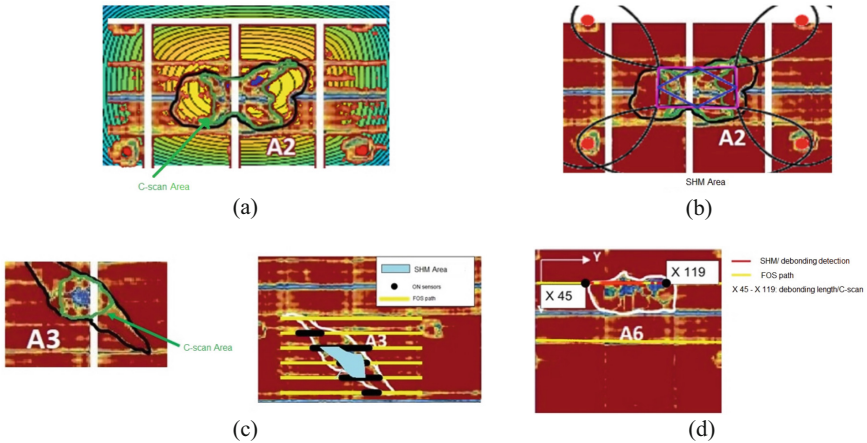 A2
C-scan Area
(a)
A2
SHM Area
(b)
A3
C-scan Area
SHM Area
ON sensors
FOS path
A3
(c)
Y
X 45
X 119
A6
SHM/ debonding detection
FOS path
X 45 - X 119: debonding length/C-scan
(d)